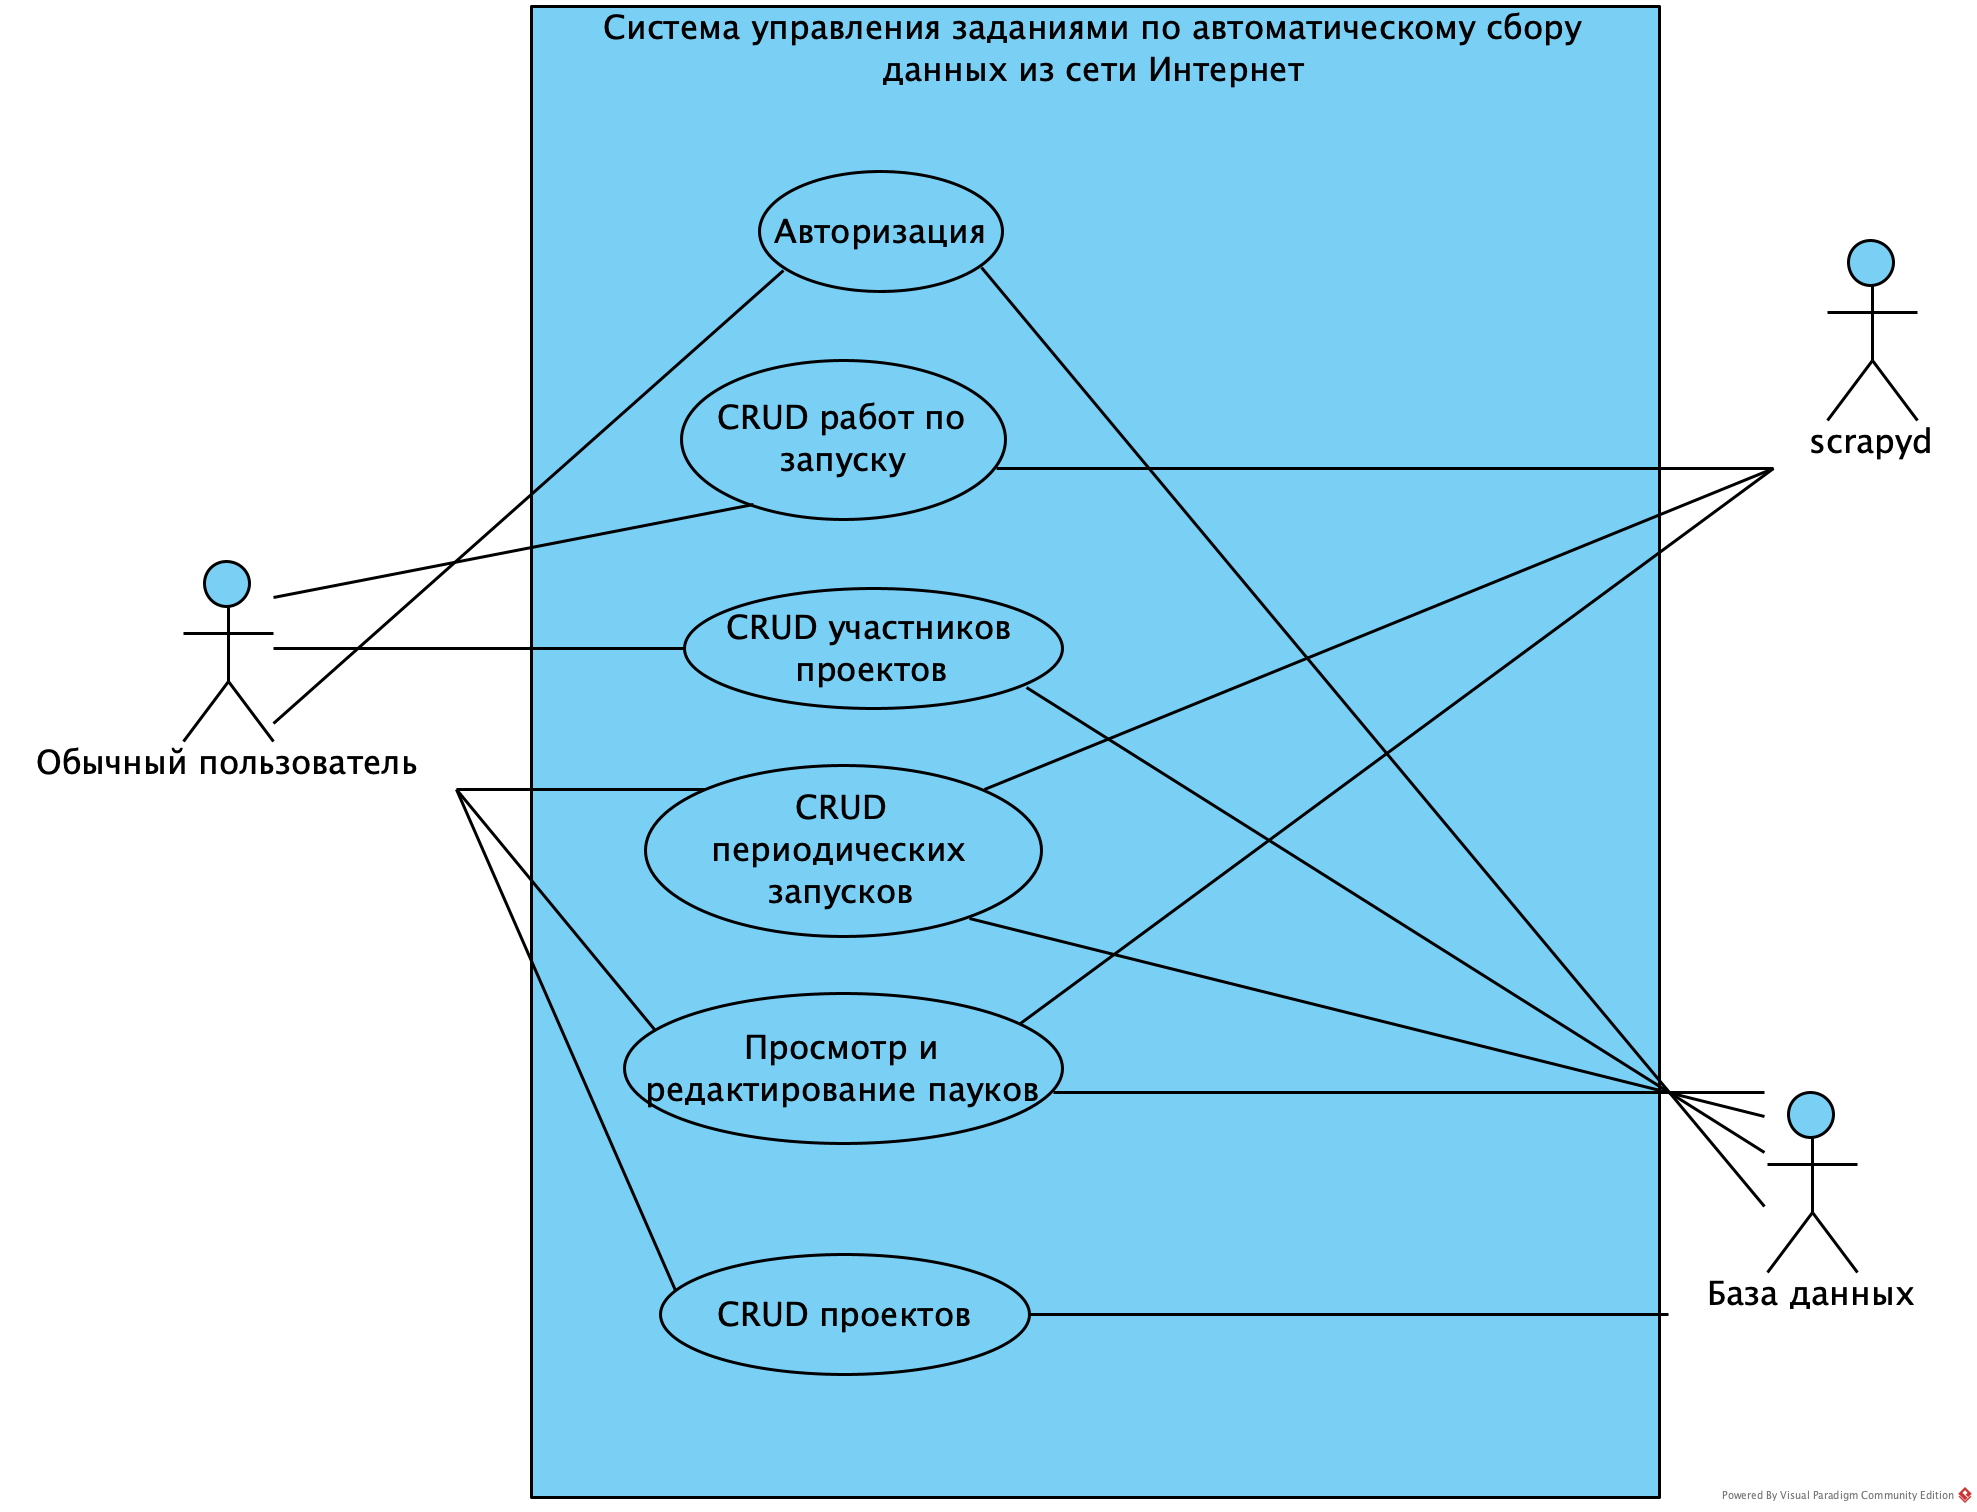 Система управления заданиями по автоматическому сбору
данных из сети Интернет
Авторизация
CRUD работ по
запуску
scrapyd
CRUD участников
проектов
Обычный пользователь
CRUD
периодических
запусков
Просмотр и
редактирование пауков
База данных
CRUD проектов
Powered By Visual Paradigm Community Edition